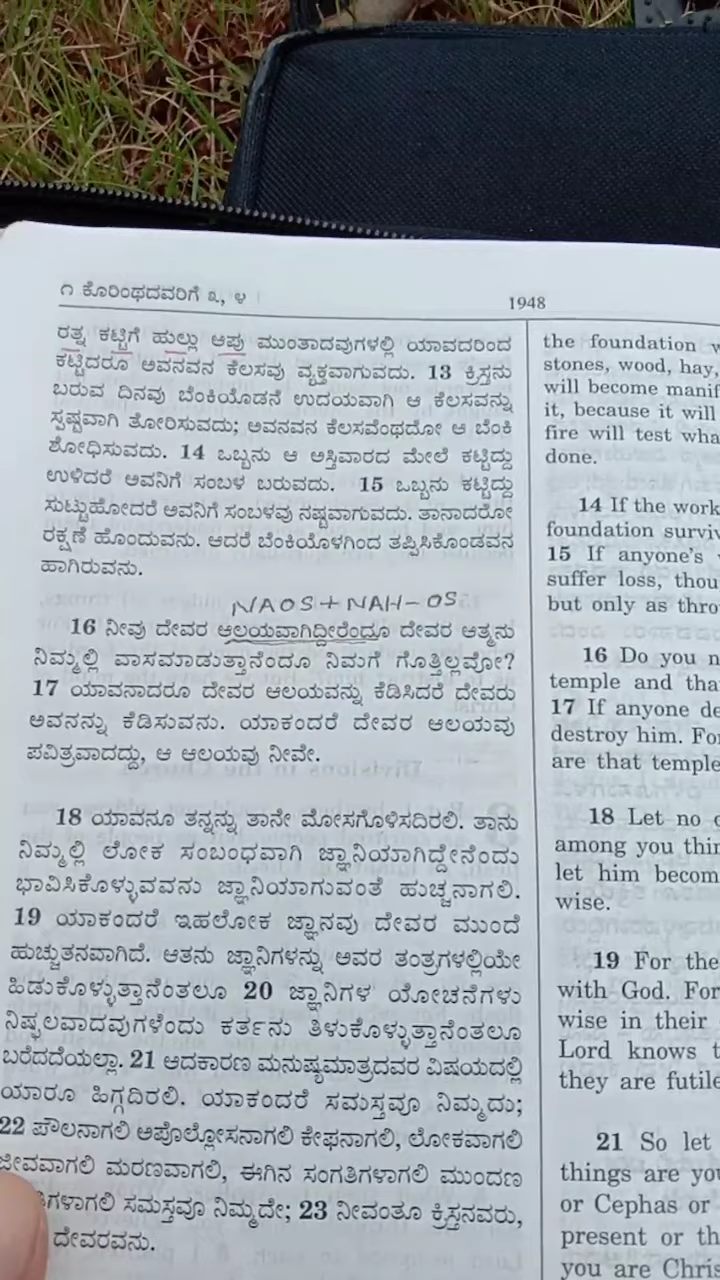 ೧ ಕೊರಿಂಥದವರಿಗೆ ೩, ೪
1948
ರತ್ನ ಕಟ್ಟಿಗೆ ಹುಲ್ಲು ಆಪು ಮುಂತಾದವುಗಳಲ್ಲಿ ಯಾವದರಿಂದ
ಕಟ್ಟಿದರೂ ಅವನವನ ಕೆಲಸವು ವ್ಯಕ್ತವಾಗುವದು. 13 ಕ್ರಿಸ್ತನು
ಬರುವ ದಿನವು ಬೆಂಕಿಯೊಡನೆ ಉದಯವಾಗಿ ಆ ಕೆಲಸವನ್ನು
ಸ್ಪಷ್ಟವಾಗಿ ತೋರಿಸುವದು; ಅವನವನ ಕೆಲಸವೆಂಥದೋ ಆ ಬೆಂಕಿ
ಶೋಧಿಸುವದು. 14 ಒಬ್ಬನು ಆ ಅಸ್ತಿವಾರದ ಮೇಲೆ ಕಟ್ಟಿದ್ದು
ಉಳಿದರೆ ಅವನಿಗೆ ಸಂಬಳ ಬರುವದು. 15 ಒಬ್ಬನು ಕಟ್ಟಿದ್ದು
ಸುಟ್ಟುಹೋದರೆ ಅವನಿಗೆ ಸಂಬಳವು ನಷ್ಟವಾಗುವದು. ತಾನಾದರೋ
ರಕ್ಷಣೆ ಹೊಂದುವನು. ಆದರೆ ಬೆಂಕಿಯೊಳಗಿಂದ ತಪ್ಪಿಸಿಕೊಂಡವನ
ಹಾಗಿರುವನು.
NAOS+NAH-OS
16 ನೀವು ದೇವರ ಆಲಯವಾಗಿದ್ದೀರೆಂದೂ ದೇವರ ಆತ್ಮನು
ನಿಮ್ಮಲ್ಲಿ ವಾಸಮಾಡುತ್ತಾನೆಂದೂ ನಿಮಗೆ ಗೊತ್ತಿಲ್ಲವೋ?
17 ಯಾವನಾದರೂ ದೇವರ ಆಲಯವನ್ನು ಕೆಡಿಸಿದರೆ ದೇವರು
ಅವನನ್ನು ಕೆಡಿಸುವನು. ಯಾಕಂದರೆ ದೇವರ ಆಲಯವು
ಪವಿತ್ರವಾದದ್ದು, ಆ ಆಲಯವು ನೀವೇ.
18 ಯಾವನೂ ತನ್ನನ್ನು ತಾನೇ ಮೋಸಗೊಳಿಸದಿರಲಿ. ತಾನು
ನಿಮ್ಮಲ್ಲಿ ಲೋಕ ಸಂಬಂಧವಾಗಿ ಜ್ಞಾನಿಯಾಗಿದ್ದೇನೆಂದು
ಭಾವಿಸಿಕೊಳ್ಳುವವನು ಜ್ಞಾನಿಯಾಗುವಂತೆ ಹುಚ್ಚನಾಗಲಿ.
19 ಯಾಕಂದರೆ ಇಹಲೋಕ ಜ್ಞಾನವು ದೇವರ ಮುಂದೆ
ಹುಚ್ಚುತನವಾಗಿದೆ. ಆತನು ಜ್ಞಾನಿಗಳನ್ನು ಅವರ ತಂತ್ರಗಳಲ್ಲಿಯೇ
ಹಿಡುಕೊಳ್ಳುತ್ತಾನೆಂತಲೂ 20 ಜ್ಞಾನಿಗಳ ಯೋಚನೆಗಳು
ನಿಷ್ಫಲವಾದವುಗಳೆಂದು ಕರ್ತನು ತಿಳುಕೊಳ್ಳುತ್ತಾನೆಂತಲೂ
ಬರೆದದೆಯಲ್ಲಾ. 21 ಆದಕಾರಣ ಮನುಷ್ಯಮಾತ್ರದವರ ವಿಷಯದಲ್ಲಿ
ಯಾರೂ ಹಿಗ್ಗದಿರಲಿ. ಯಾಕಂದರೆ ಸಮಸ್ತವೂ ನಿಮ್ಮದು;
22 ಪೌಲನಾಗಲಿ ಅಪೊಲ್ಲೋಸನಾಗಲಿ ಕೇಫನಾಗಲಿ, ಲೋಕವಾಗಲಿ
ಜೀವವಾಗಲಿ ಮರಣವಾಗಲಿ, ಈಗಿನ ಸಂಗತಿಗಳಾಗಲಿ ಮುಂದಣ
ತಿಗಳಾಗಲಿ ಸಮಸ್ತವೂ ನಿಮ್ಮದೇ; 23 ನೀವಂತೂ ಕ್ರಿಸ್ತನವರು,
ದೇವರವನು.
the foundation w
stones, wood, hay,
will become manif
it, because it will
fire will test wha
done.
14 If the work
foundation surviv
15 If anyone's
suffer loss, thou
but only as thro
16 Do you n
temple and tha
17 If anyone de
destroy him. For
are that temple
18 Let no
among you thin
let him becom
wise.
19 For the
with God. For
wise in their
Lord knows t
they are futile
21 So let
things are you
or Cephas or
present or th
you are Chris